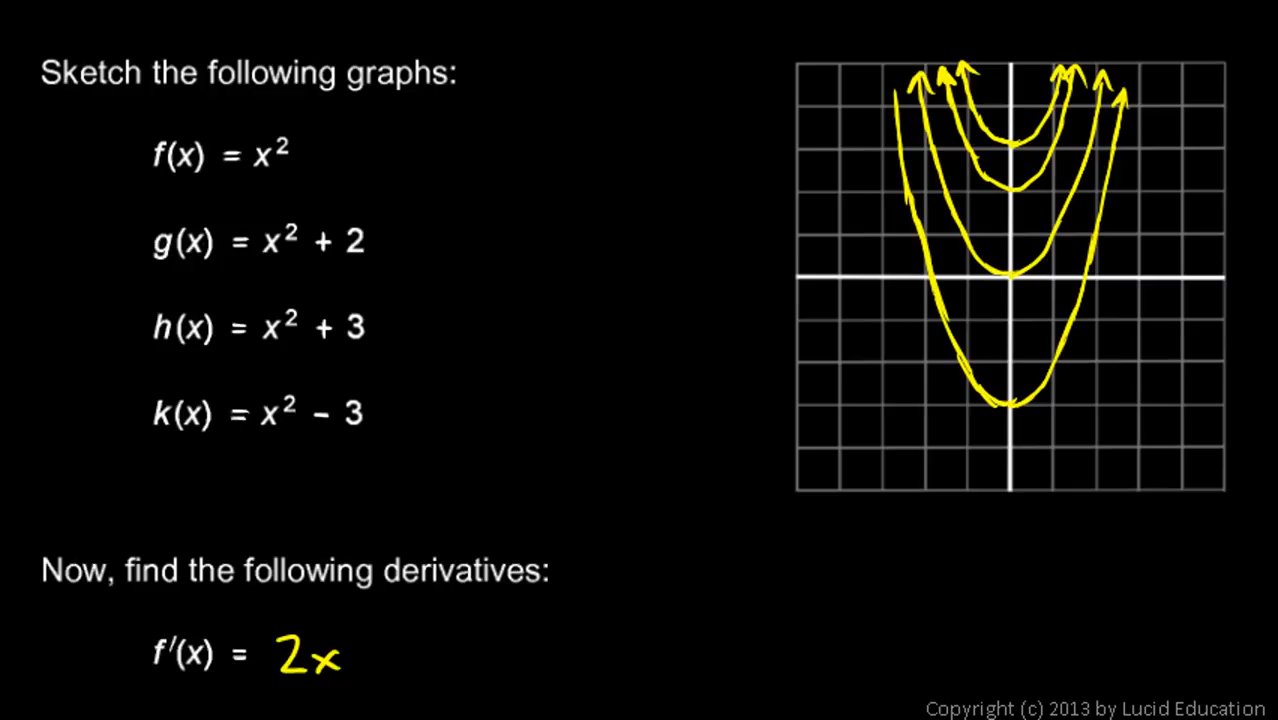 Sketch the following graphs:
f(x) = x²
g(x) = x² + 2
h(x) = x² + 3
k(x) = x² − 3
Now, find the following derivatives:
f′(x) = 2x
Copyright (c) 2013 by Lucid Education